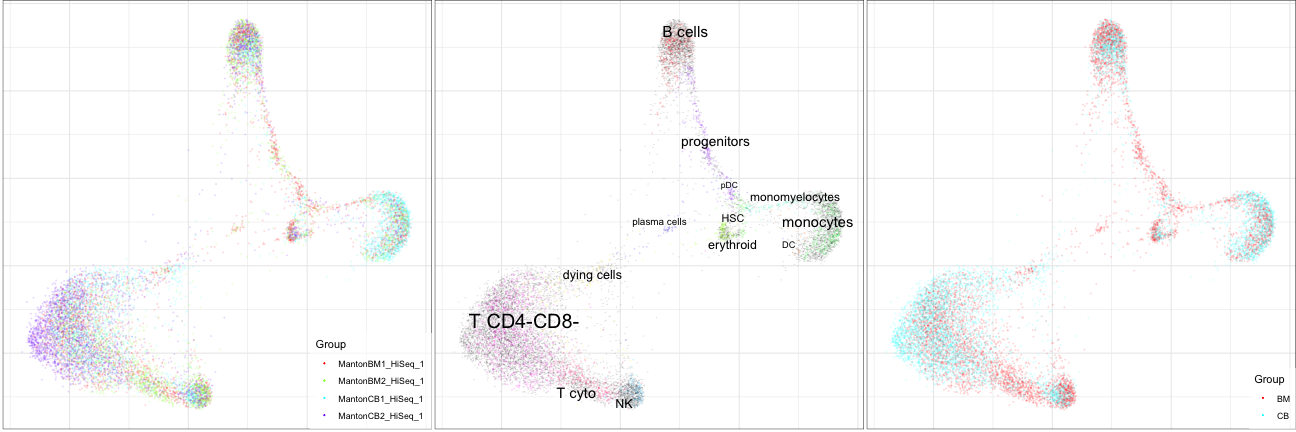 Group
MantonBM1_HiSeq_1
MantonBM2_HiSeq_1
MantonCB1_HiSeq_1
MantonCB2_HiSeq_1
B cells
progenitors
pDC
monomyelocytes
HSC
plasma cells
monocytes
erythroid
DC
dying cells
T CD4-CD8-
T cyto
NK
Group
BM
CB